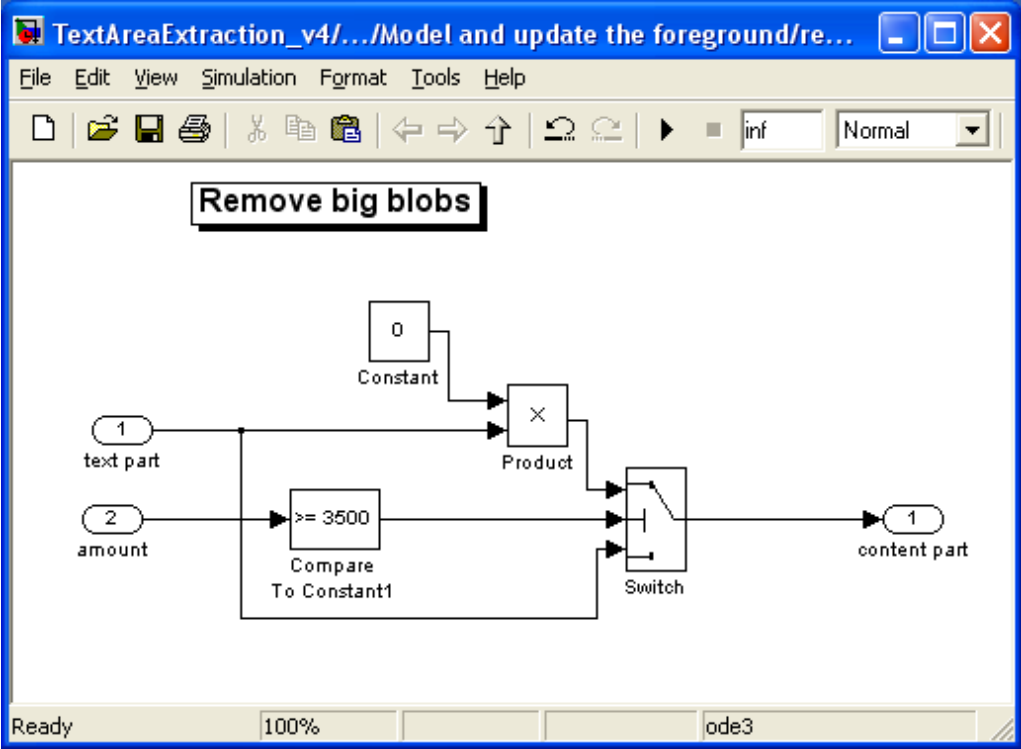 TextAreaExtraction_v4/.../Model and update the foreground/re...
File Edit View Simulation Format Tools Help
inf Normal
Remove big blobs
0
Constant
×
Product
1
text part
2
amount
>= 3500
Compare
To Constant1
Switch
1
content part
Ready 100% ode3